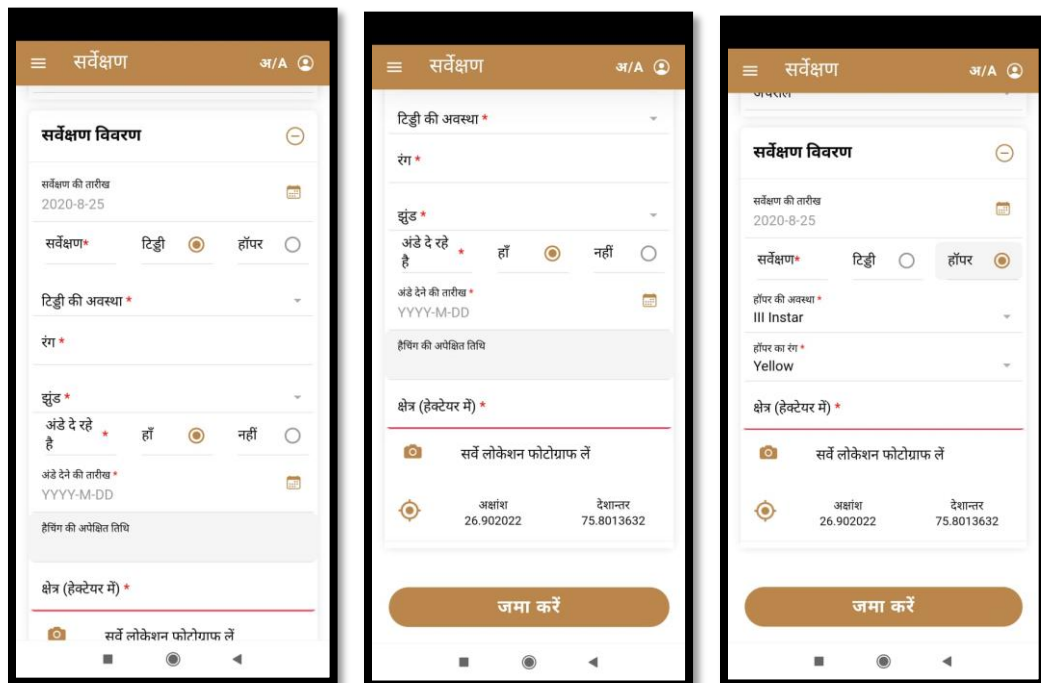 सर्वेक्षण
अ/A
सर्वेक्षण विवरण
सर्वेक्षण की तारीख
2020-8-25
सर्वेक्षण* टिड्डी हॉपर
टिड्डी की अवस्था *
रंग *
झुंड *
अंडे दे रहे है * हाँ नहीं
अंडे देने की तारीख *
YYYY-M-DD
हैचिंग की अपेक्षित तिथि
क्षेत्र (हेक्टेयर में) *
सर्वे लोकेशन फोटोग्राफ लें
सर्वेक्षण
अ/A
टिड्डी की अवस्था *
रंग *
झुंड *
अंडे दे रहे है * हाँ नहीं
अंडे देने की तारीख *
YYYY-M-DD
हैचिंग की अपेक्षित तिथि
क्षेत्र (हेक्टेयर में) *
सर्वे लोकेशन फोटोग्राफ लें
अक्षांश देशान्तर
26.902022 75.8013632
जमा करें
सर्वेक्षण
अ/A
सर्वेक्षण विवरण
सर्वेक्षण की तारीख
2020-8-25
सर्वेक्षण* टिड्डी हॉपर
हॉपर की अवस्था *
III Instar
हॉपर का रंग *
Yellow
क्षेत्र (हेक्टेयर में) *
सर्वे लोकेशन फोटोग्राफ लें
अक्षांश देशान्तर
26.902022 75.8013632
जमा करें